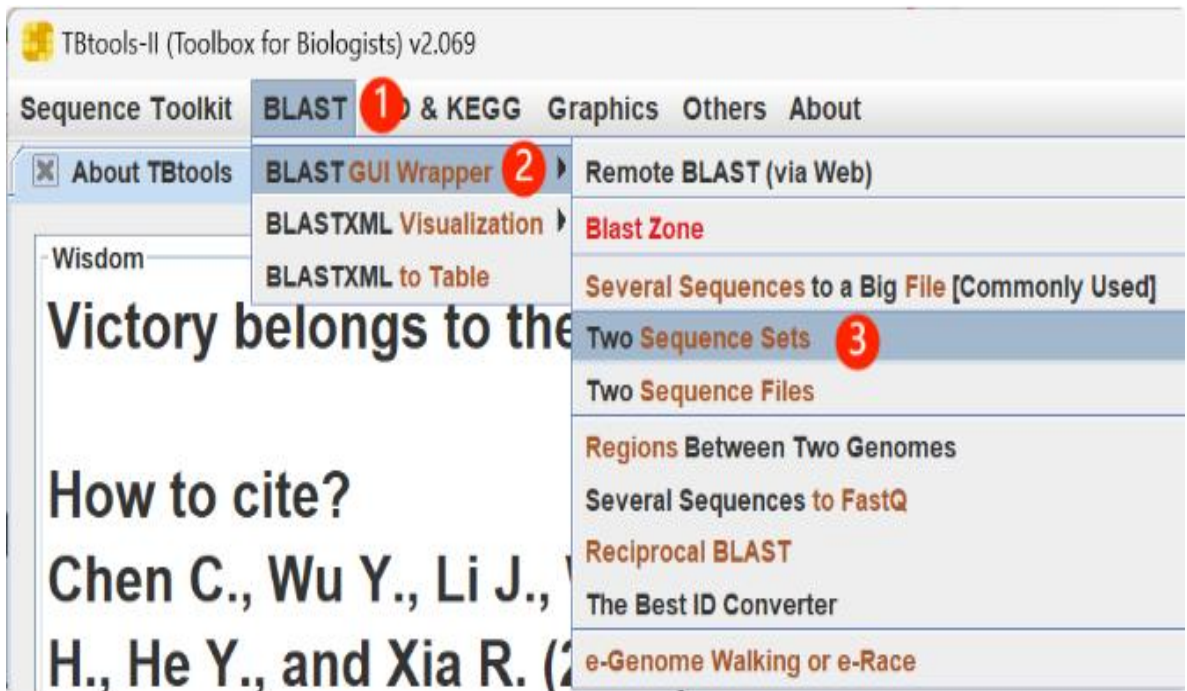 TBtools-II (Toolbox for Biologists) v2.069
Sequence Toolkit BLAST 1 & KEGG Graphics Others About
About TBtools
BLAST GUI Wrapper 2
BLASTXML Visualization
BLASTXML to Table
Remote BLAST (via Web)
Blast Zone
Several Sequences to a Big File [Commonly Used]
Two Sequence Sets 3
Two Sequence Files
Regions Between Two Genomes
Several Sequences to FastQ
Reciprocal BLAST
The Best ID Converter
e-Genome Walking or e-Race
Wisdom
Victory belongs to the
How to cite?
Chen C., Wu Y., Li J.,
H., He Y., and Xia R.